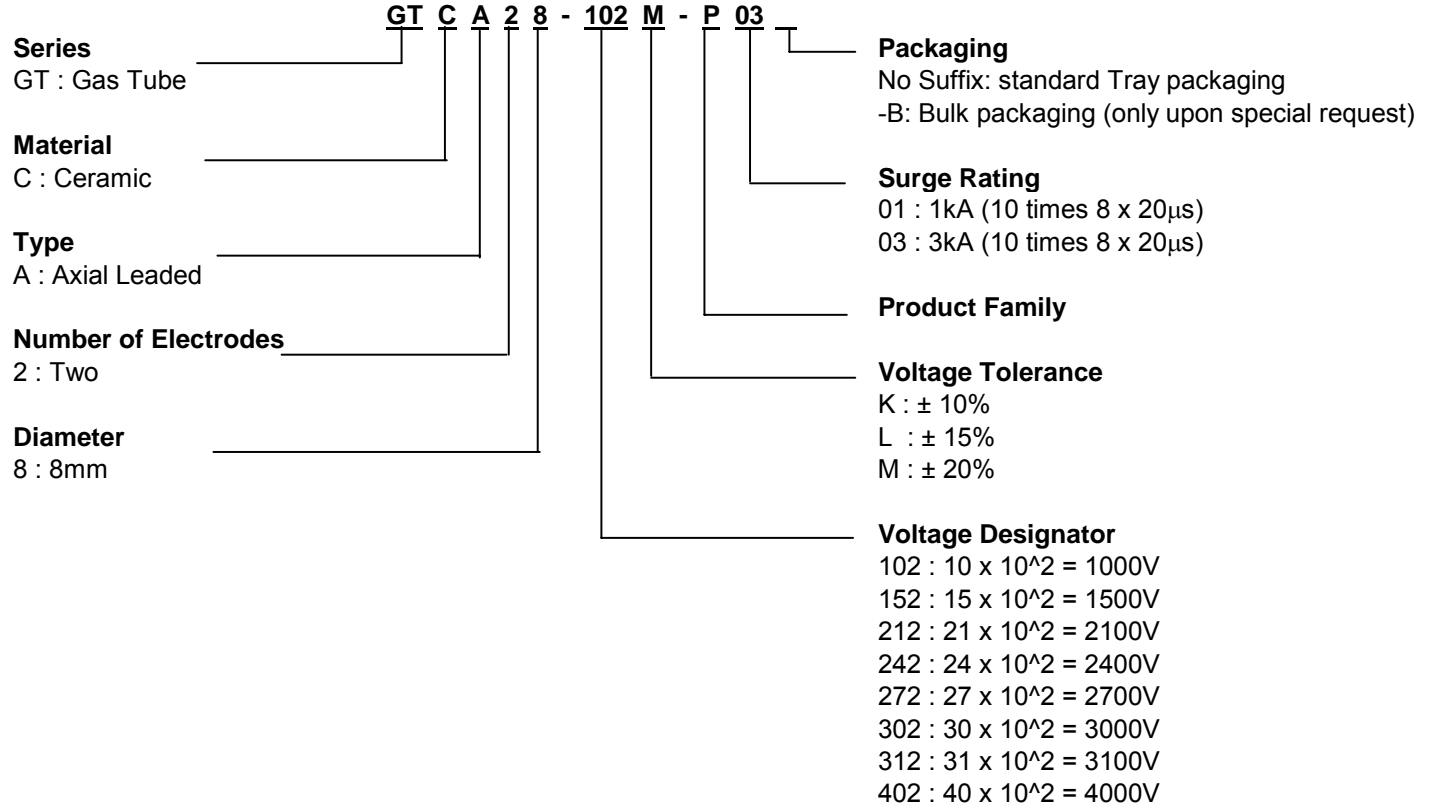 GT C A 2 8 - 102 M - P 03 _
Series
GT : Gas Tube
Material
C : Ceramic
Type
A : Axial Leaded
Number of Electrodes
2 : Two
Diameter
8 : 8mm
Packaging
No Suffix: standard Tray packaging
-B: Bulk packaging (only upon special request)
Surge Rating
01 : 1kA (10 times 8 x 20μs)
03 : 3kA (10 times 8 x 20μs)
Product Family
Voltage Tolerance
K : ± 10%
L : ± 15%
M : ± 20%
Voltage Designator
102 : 10 x 10^2 = 1000V
152 : 15 x 10^2 = 1500V
212 : 21 x 10^2 = 2100V
242 : 24 x 10^2 = 2400V
272 : 27 x 10^2 = 2700V
302 : 30 x 10^2 = 3000V
312 : 31 x 10^2 = 3100V
402 : 40 x 10^2 = 4000V